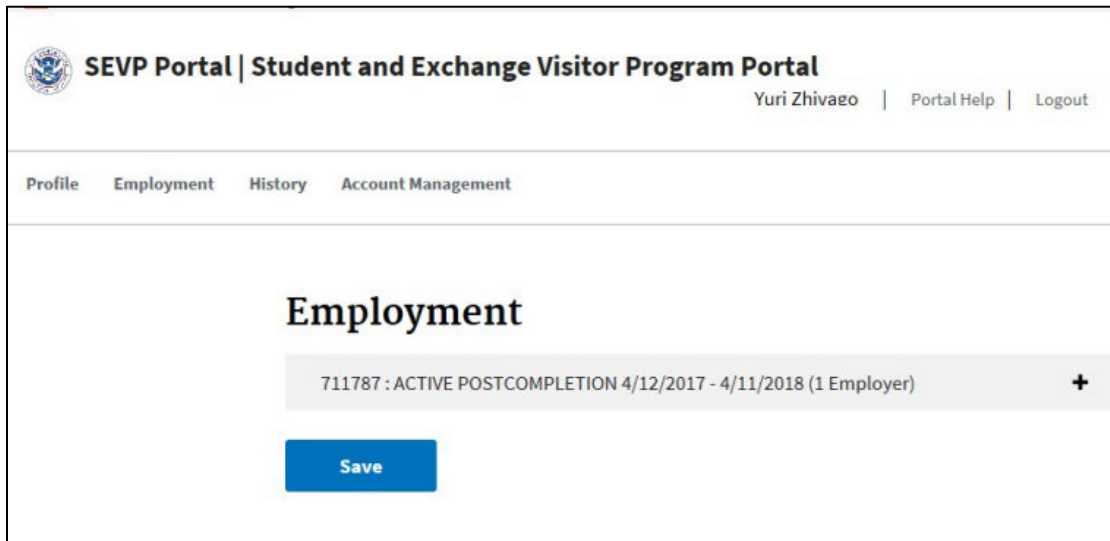 SEVP Portal | Student and Exchange Visitor Program Portal
Yuri Zhivago | Portal Help | Logout
Profile Employment History Account Management
Employment
711787 : ACTIVE POSTCOMPLETION 4/12/2017 - 4/11/2018 (1 Employer) +
Save